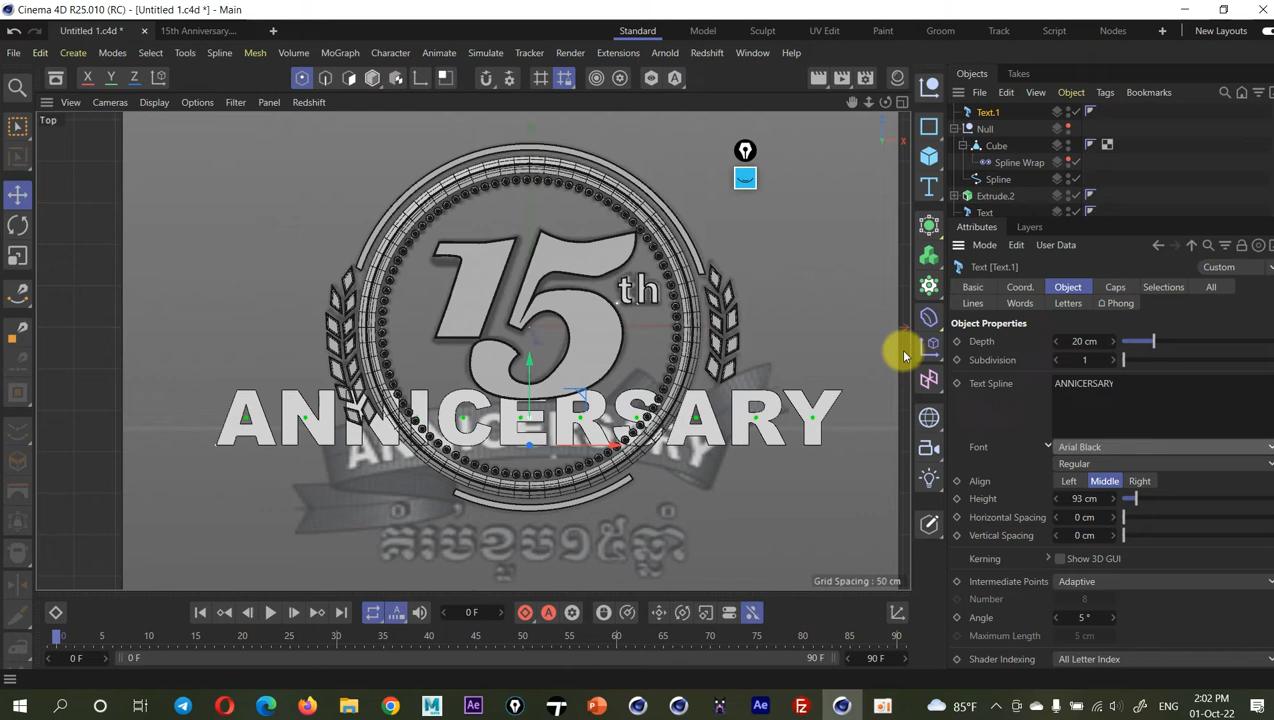 Cinema 4D R25.010 (RC) - [Untitled 1.c4d *] - Main
Untitled 1.c4d * 15th Anniversary.... Standard Model Sculpt UV Edit Paint Groom Track Script Nodes New Layouts
File Edit Create Modes Select Tools Spline Mesh Volume MoGraph Character Animate Simulate Tracker Render Extensions Arnold Redshift Window Help
X Y Z
Objects Takes
View Cameras Display Options Filter Panel Redshift
File Edit View Object Tags Bookmarks
Top
Text.1
Null
Cube
Spline Wrap
Spline
Extrude.2
Text
Attributes Layers
Mode Edit User Data
Text [Text.1] Custom
Basic Coord. Object Caps Selections All
Lines Words Letters Phong
Object Properties
Depth 20 cm
Subdivision 1
Text Spline ANNICERSARY
Font Arial Black
Regular
Align Left Middle Right
Height 93 cm
Horizontal Spacing 0 cm
Vertical Spacing 0 cm
Kerning Show 3D GUI
Intermediate Points Adaptive
Number 8
Angle 5 °
Maximum Length 5 cm
Shader Indexing All Letter Index
15th
ANNICERSARY
Grid Spacing : 50 cm
0 F
0 5 10 15 20 25 30 35 40 45 50 55 60 65 70 75 80 85 90
0 F 0 F 90 F 90 F
85°F ENG 2:02 PM
01-Oct-22